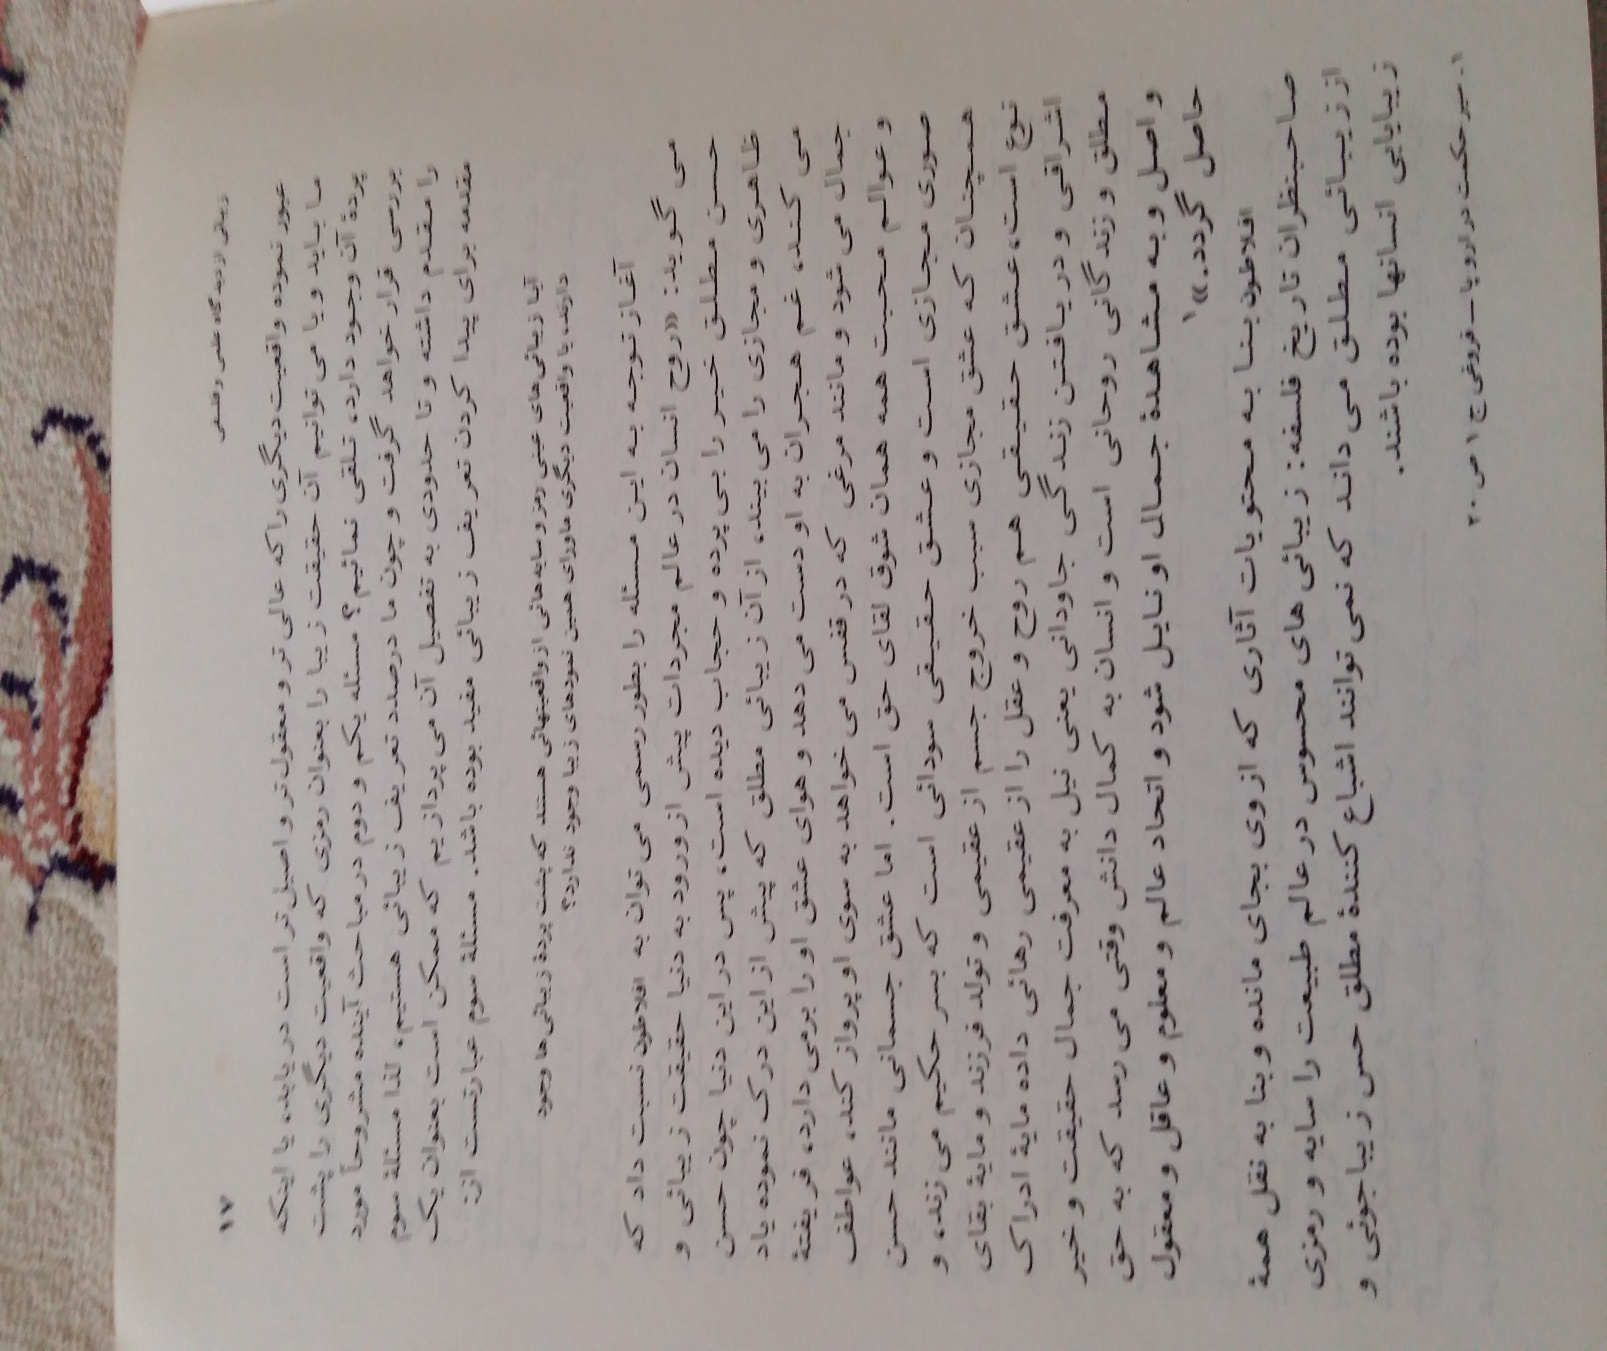 زیبائی از دیدگاه علمی و فلسفی
۱۷
عبور نموده واقعیت دیگری را که عالی‌تر و معقول‌تر و اصیل‌تر است دریابد، یا اینکه
ما باید و یا می‌توانیم آن حقیقت زیبا را بعنوان رمزی که واقعیت دیگری را پشت
پردهٔ آن وجود دارد، تلقی نمائیم؟ مسئله یکم و دوم در مباحث آینده مشروحاً مورد
بررسی قرار خواهد گرفت و چون ما درصدد تعریف زیبائی هستیم، لذا مسئلهٔ سوم
را مقدم داشته و تا حدودی به تفصیل آن می‌پردازیم که ممکن است بعنوان یک
مقدمه برای پیدا کردن تعریف زیبائی مفید بوده باشد. مسئلهٔ سوم عبارتست از:
آیا زیبائی‌های عینی رمز و سایه‌هائی از واقعیتهائی هستند که پشت پردهٔ زیبائی‌ها وجود
دارند، یا واقعیت دیگری ماورای همین نمودهای زیبا وجود ندارد؟
آغاز توجه به این مسئله را بطور رسمی می‌توان به افلاطون نسبت داد که
می گوید: «روح انسان در عالم مجردات پیش از ورود به دنیا حقیقت زیبائی و
حسن مطلق خیر را بی پرده و حجاب دیده است، پس در این دنیا چون حسن
ظاهری و مجازی را می بیند، از آن زیبائی مطلق که پیش از این درک نموده یاد
می کند، غم هجران به او دست می دهد و هوای عشق او را برمی دارد، فریفتهٔ
جمال می شود و مانند مرغی که در قفس می خواهد به سوی او پرواز کند، عواطف
و عوالم محبت همه همان شوق لقای حق است. اما عشق جسمانی مانند حسن
صوری مجازی است و عشق حقیقی سودائی است که بسر حکیم می زند، و
همچنان که عشق مجازی سبب خروج جسم از عقیمی و تولد فرزند و مایهٔ بقای
نوع است، عشق حقیقی هم روح و عقل را از عقیمی رهائی داده مایهٔ ادراک
اشراقی و دریافتن زندگی جاودانی یعنی نیل به معرفت جمال حقیقت و خیر
مطلق و زندگانی روحانی است و انسان به کمال دانش وقتی می رسد که به حق
واصل و به مشاهدهٔ جمال او نایل شود و اتحاد عالم و معلوم و عاقل و معقول
حاصل گردد.»۱
افلاطون بنا به محتویات آثاری که از وی بجای مانده و بنا به نقل همهٔ
صاحبنظران تاریخ فلسفه: زیبائی های محسوس در عالم طبیعت را سایه و رمزی
از زیبائی مطلق می داند که نمی توانند اشباع کنندهٔ مطلق حس زیباجوئی و
زیبایابی انسانها بوده باشند.
۱- سیر حکمت در اروپا — فروغی ج ۱ ص ۲۰